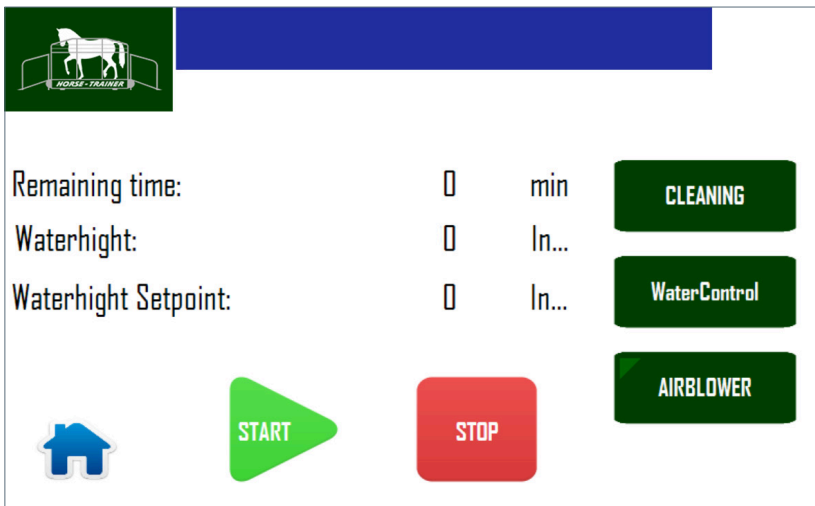 HORSE-TRAINER
Remaining time: 0 min
CLEANING
Waterhight: 0 In...
Waterhight Setpoint: 0 In...
WaterControl
AIRBLOWER
START
STOP